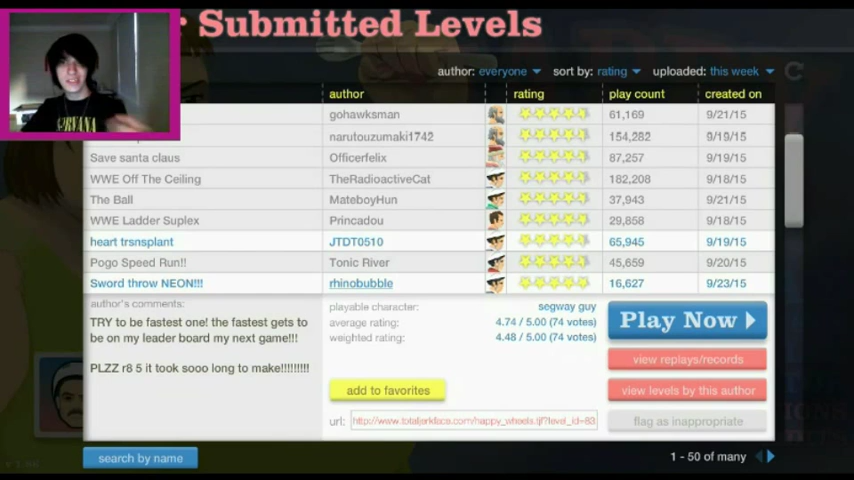 Submitted Levels
author: everyone sort by: rating uploaded: this week
author rating play count created on
gohawksman 61,169 9/21/15
narutouzumaki1742 154,282 9/19/15
Save santa claus Officerfelix 87,257 9/19/15
WWE Off The Ceiling TheRadioactiveCat 182,208 9/18/15
The Ball MateboyHun 37,943 9/21/15
WWE Ladder Suplex Princadou 29,858 9/18/15
heart trsnsplant JTDT0510 65,945 9/19/15
Pogo Speed Run!! Tonic River 45,659 9/20/15
Sword throw NEON!!! rhinobubble 16,627 9/23/15
author's comments:
TRY to be fastest one! the fastest gets to
be on my leader board my next game!!!
PLZZ r8 5 it took sooo long to make!!!!!!!!!
playable character: segway guy
average rating: 4.74 / 5.00 (74 votes)
weighted rating: 4.48 / 5.00 (74 votes)
add to favorites
url: http://www.totaljerkface.com/happy_wheels.tjf?level_id=83
Play Now
view replays/records
view levels by this author
flag as inappropriate
search by name
1 - 50 of many